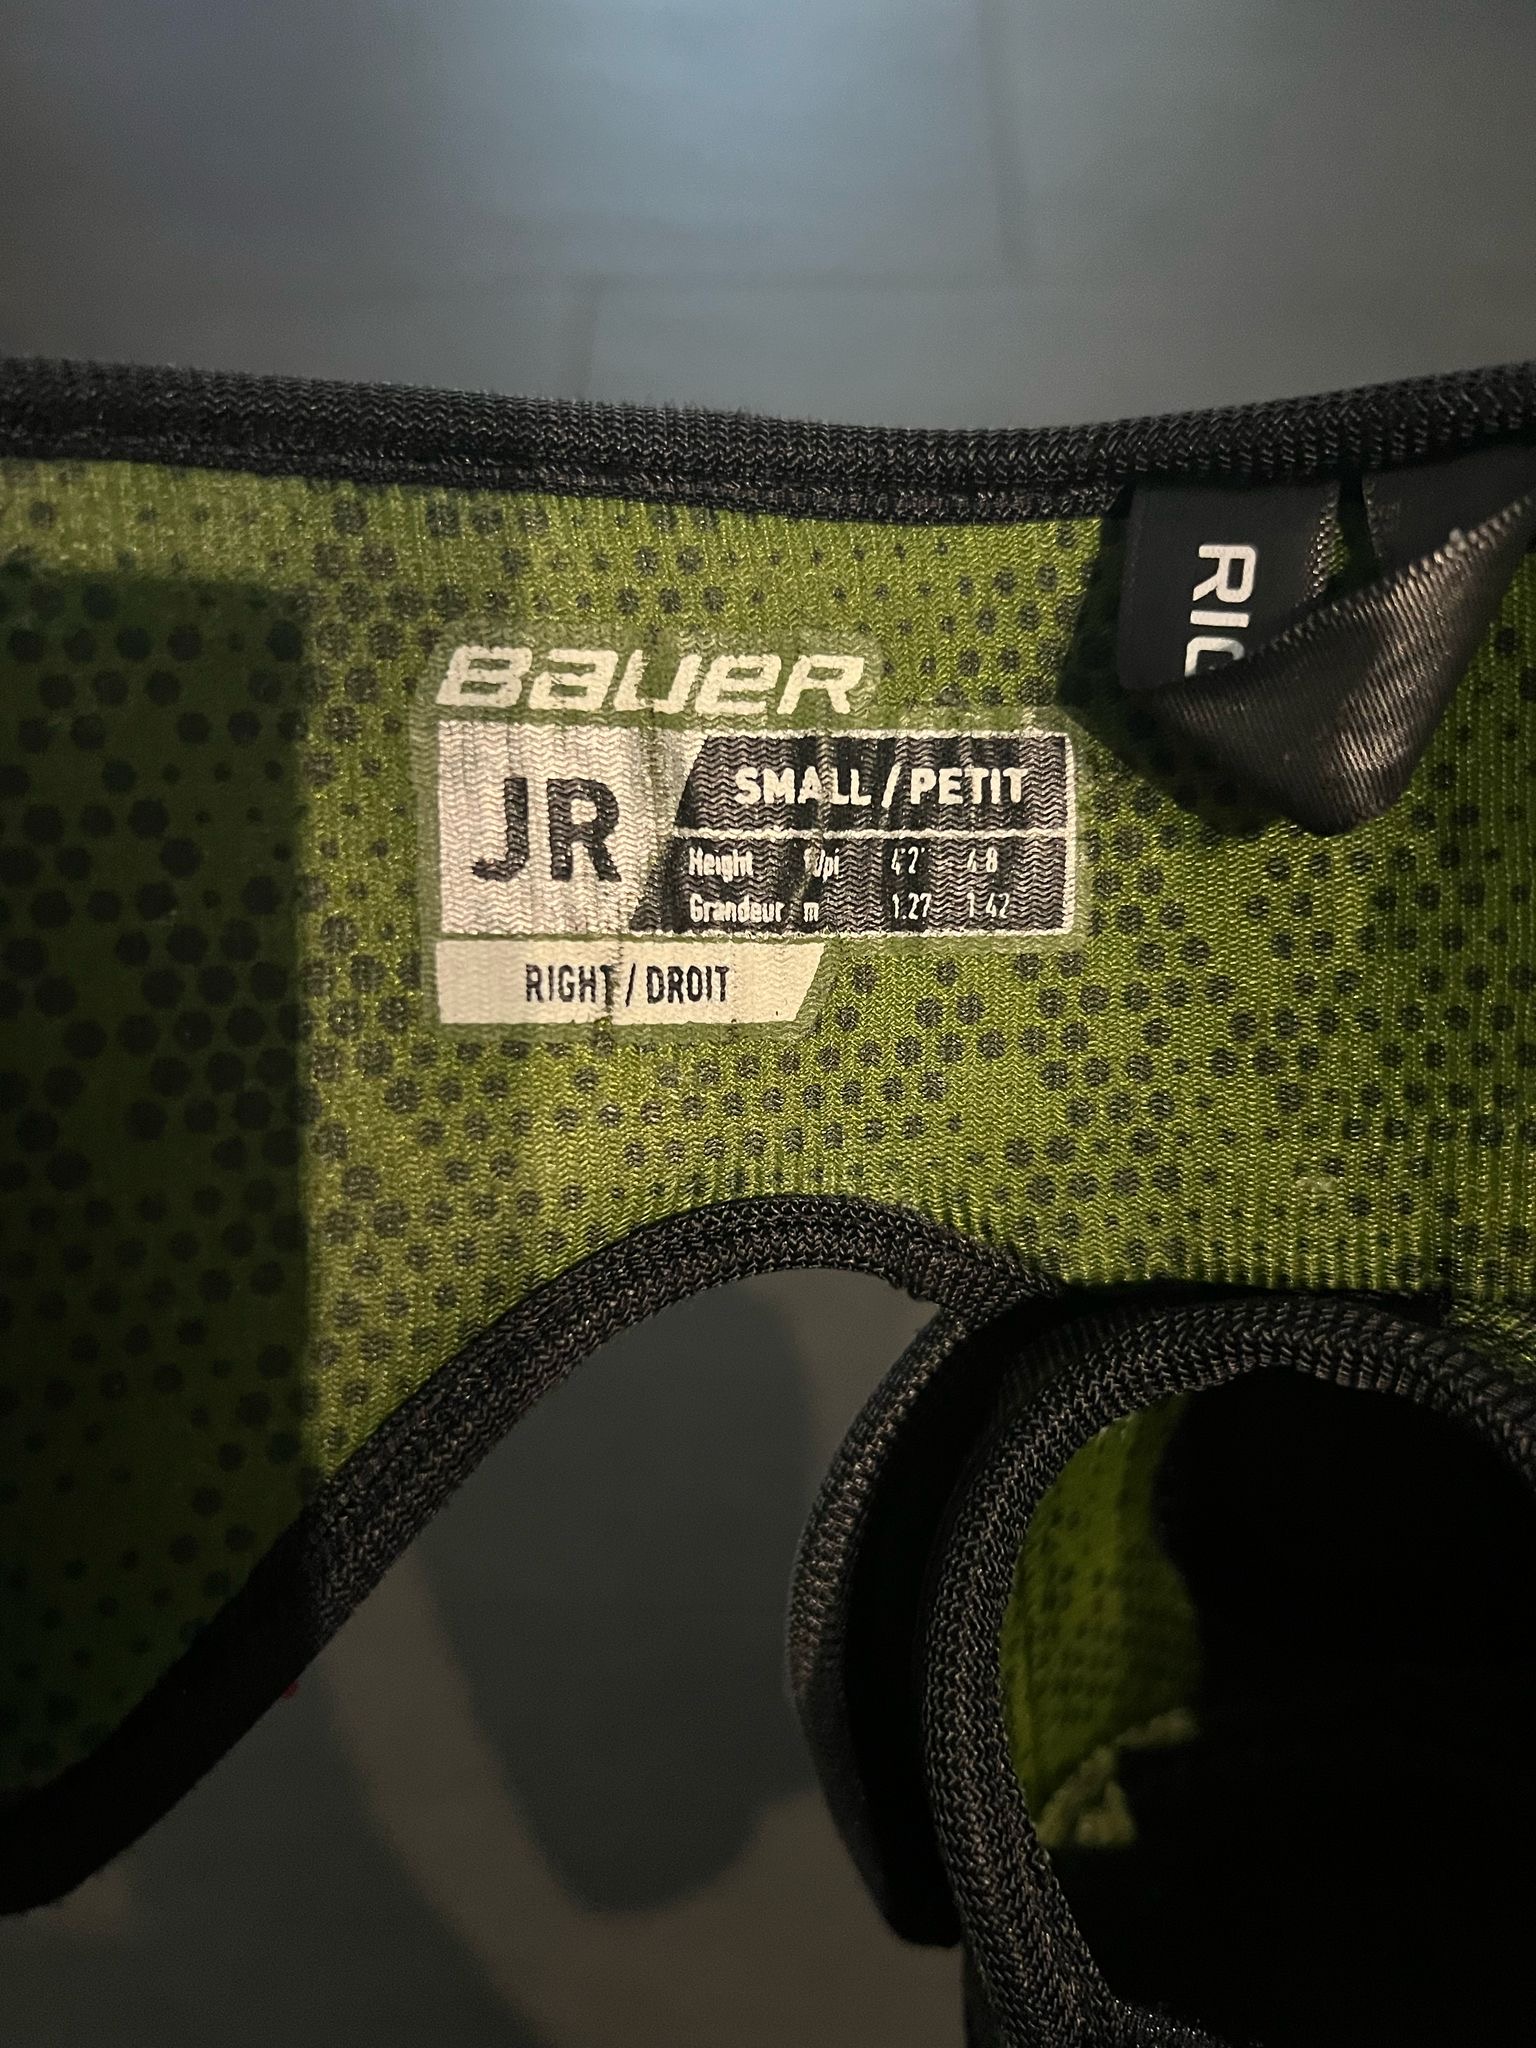 BAUER
JR
SMALL / PETIT
Height 4'2" 4'8
Grandeur m 1.27 1.42
RIGHT / DROIT